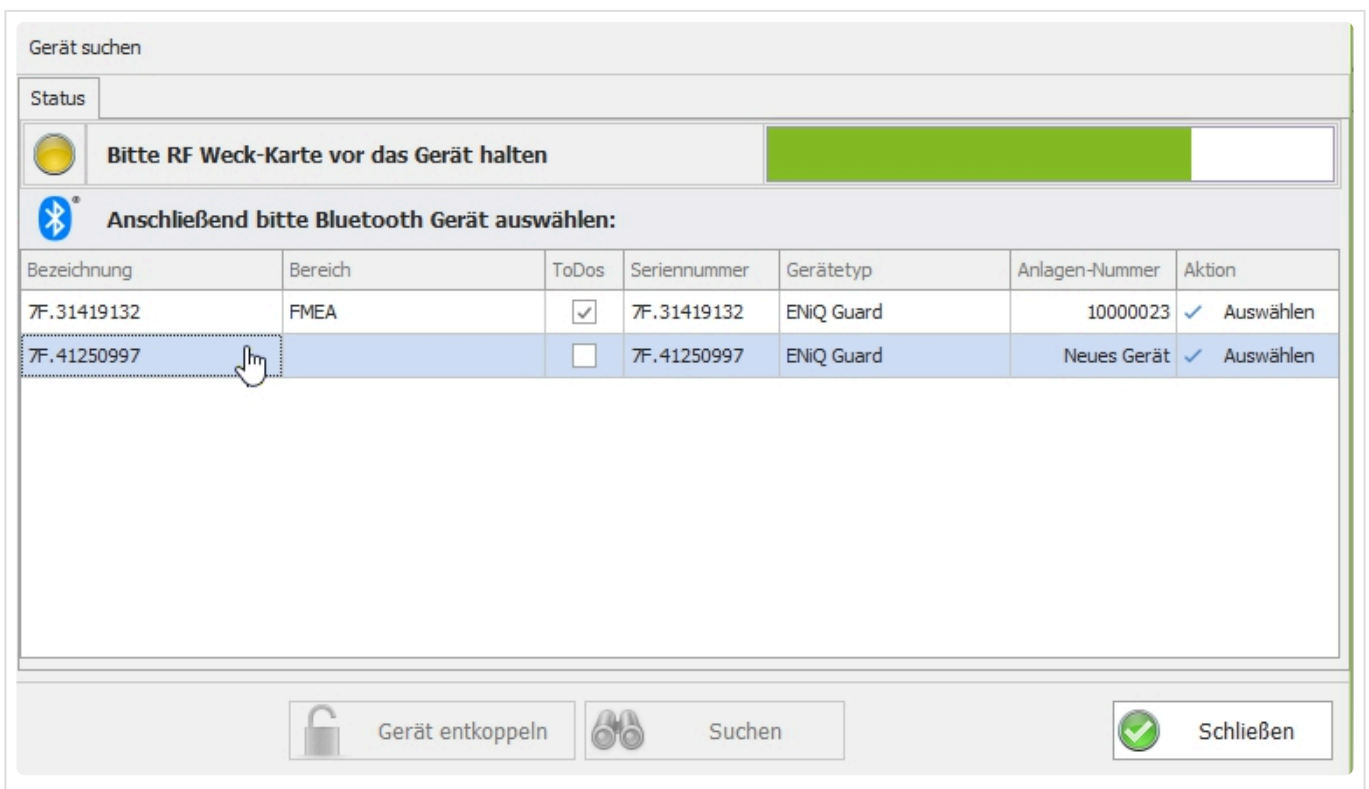 Gerät suchen
Status
Bitte RF Weck-Karte vor das Gerät halten
Anschließend bitte Bluetooth Gerät auswählen:
Bezeichnung Bereich ToDos Seriennummer Gerätetyp Anlagen-Nummer Aktion
7F.31419132 FMEA 7F.31419132 ENiQ Guard 10000023 Auswählen
7F.41250997 7F.41250997 ENiQ Guard Neues Gerät Auswählen
Gerät entkoppeln Suchen Schließen